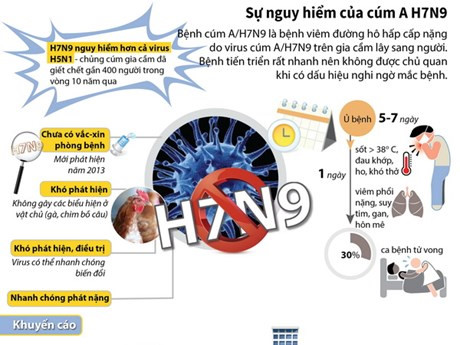 Sự nguy hiểm của cúm A H7N9
Bệnh cúm A/H7N9 là bệnh viêm đường hô hấp cấp nặng
do virus cúm A/H7N9 trên gia cầm lây sang người.
Bệnh tiến triển rất nhanh nên không được chủ quan
khi có dấu hiệu nghi ngờ mắc bệnh.
H7N9 nguy hiểm hơn cả virus
H5N1 - chủng cúm gia cầm đã
giết chết gần 400 người trong
vòng 10 năm qua
Chưa có vắc-xin
phòng bệnh
Mới phát hiện
năm 2013
H7N9
Khó phát hiện
Không gây các biểu hiện ở
vật chủ (gà, chim bồ câu)
Khó phát hiện, điều trị
Virus có thể nhanh chóng
biến đổi
Nhanh chóng phát nặng
H7N9
Ủ bệnh 5-7 ngày
1 ngày
sốt > 38° C,
đau khớp,
ho, khó thở
viêm phổi
nặng, suy
tim, gan,
hôn mê
30%
ca bệnh tử vong
Khuyến cáo